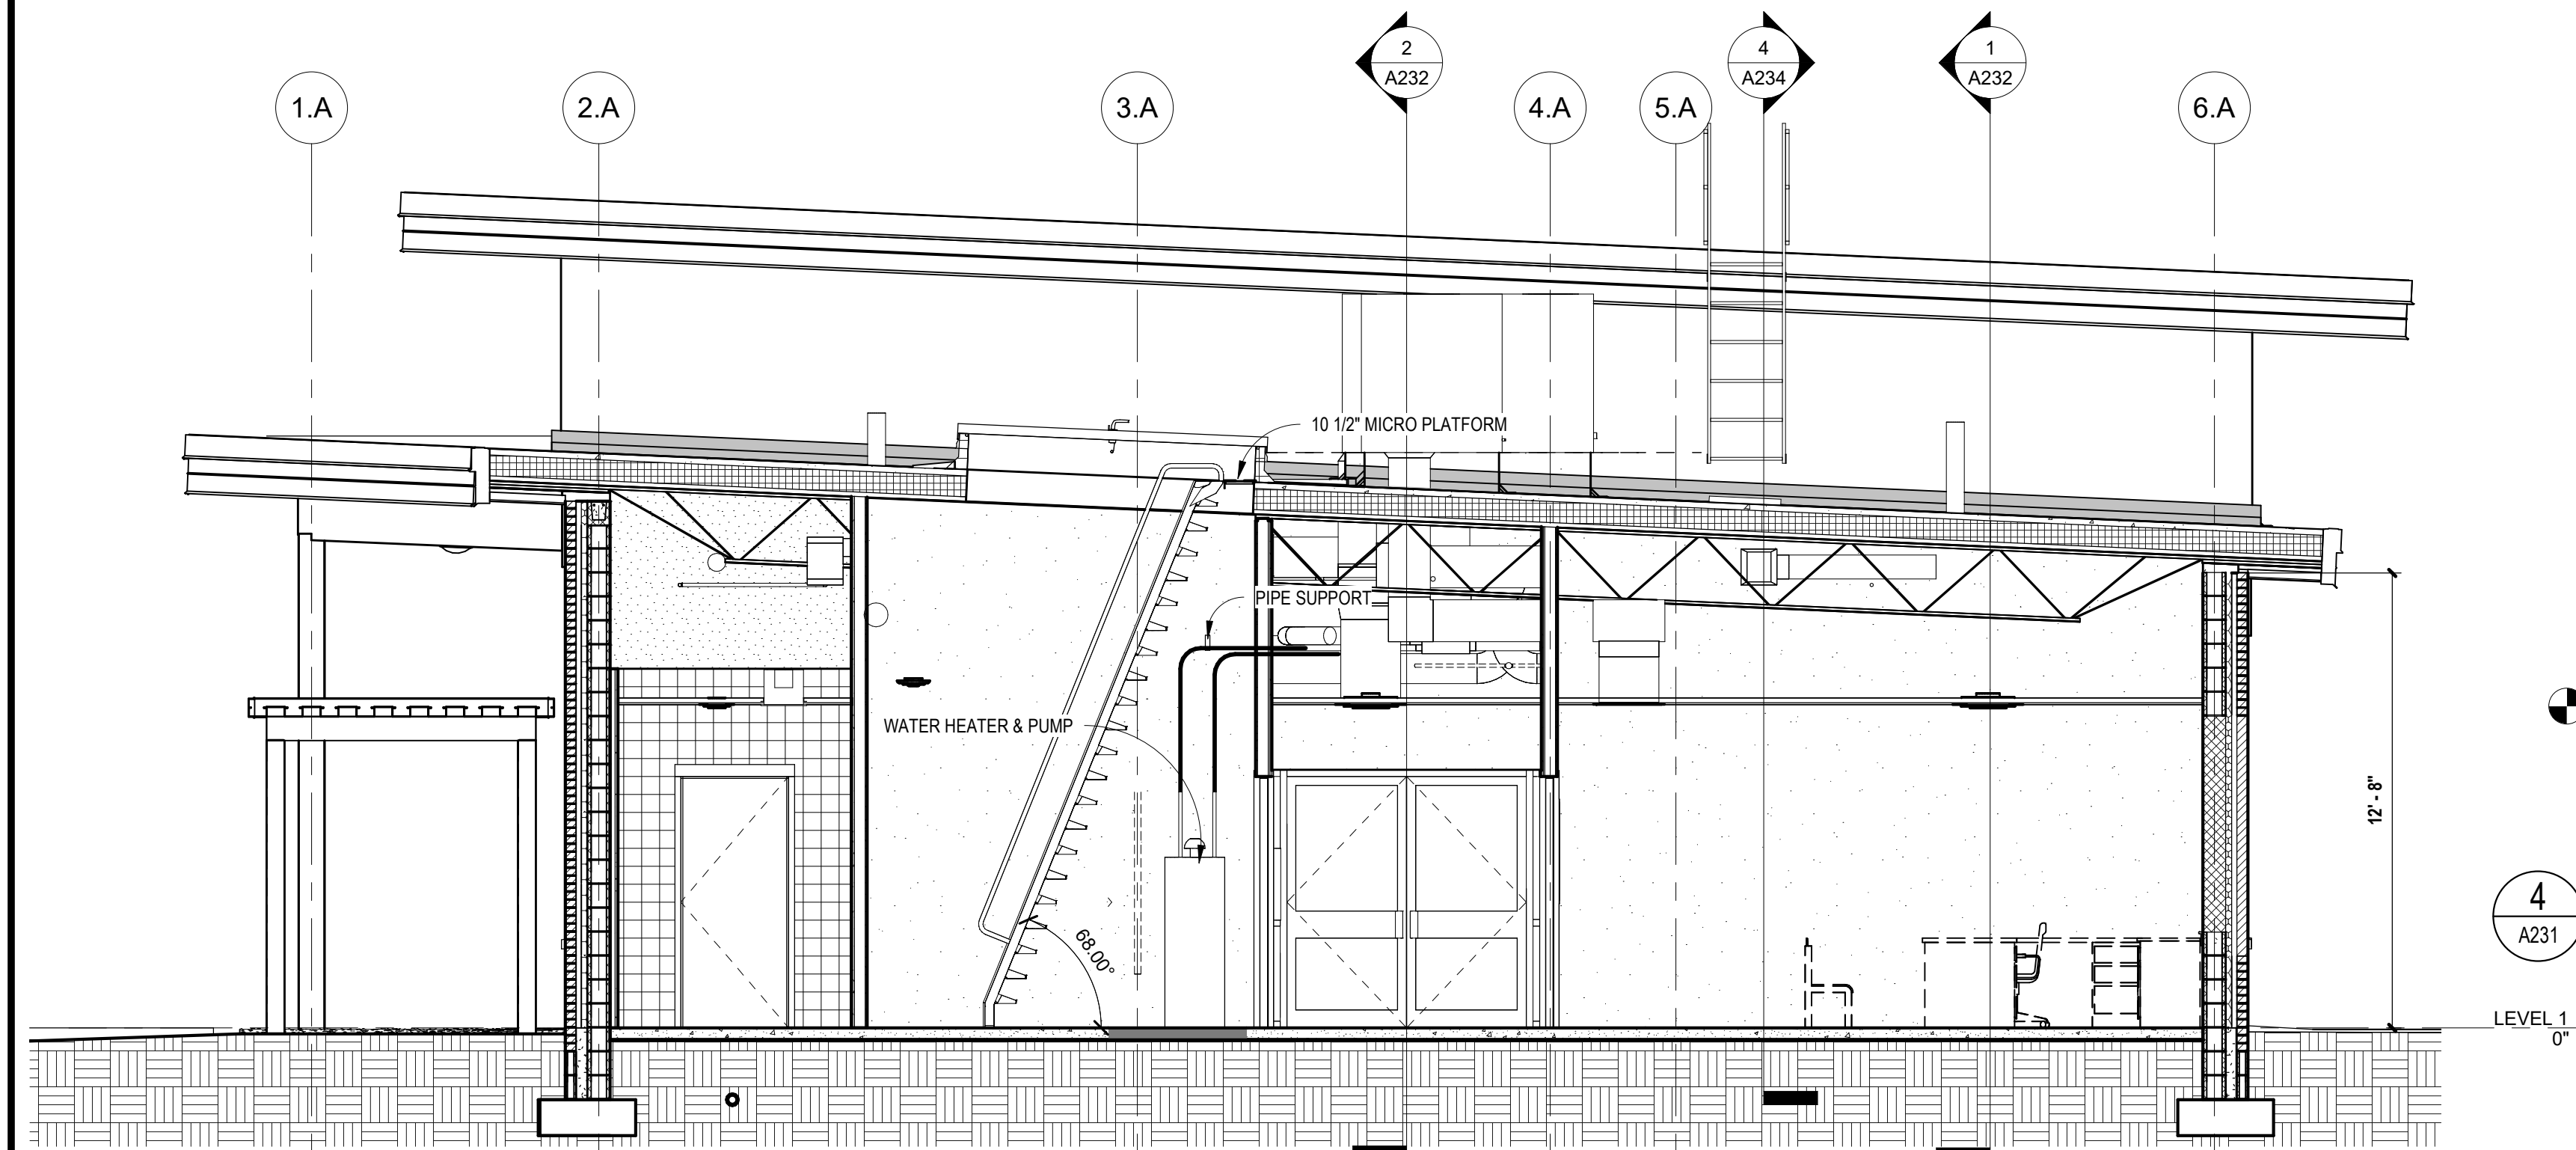 2
A232
4
A234
1
A232
1.A
2.A
3.A
4.A
5.A
6.A
10 1/2" MICRO PLATFORM
PIPE SUPPORT
WATER HEATER & PUMP
68.00°
12' - 8"
4
A231
LEVEL 1
0"